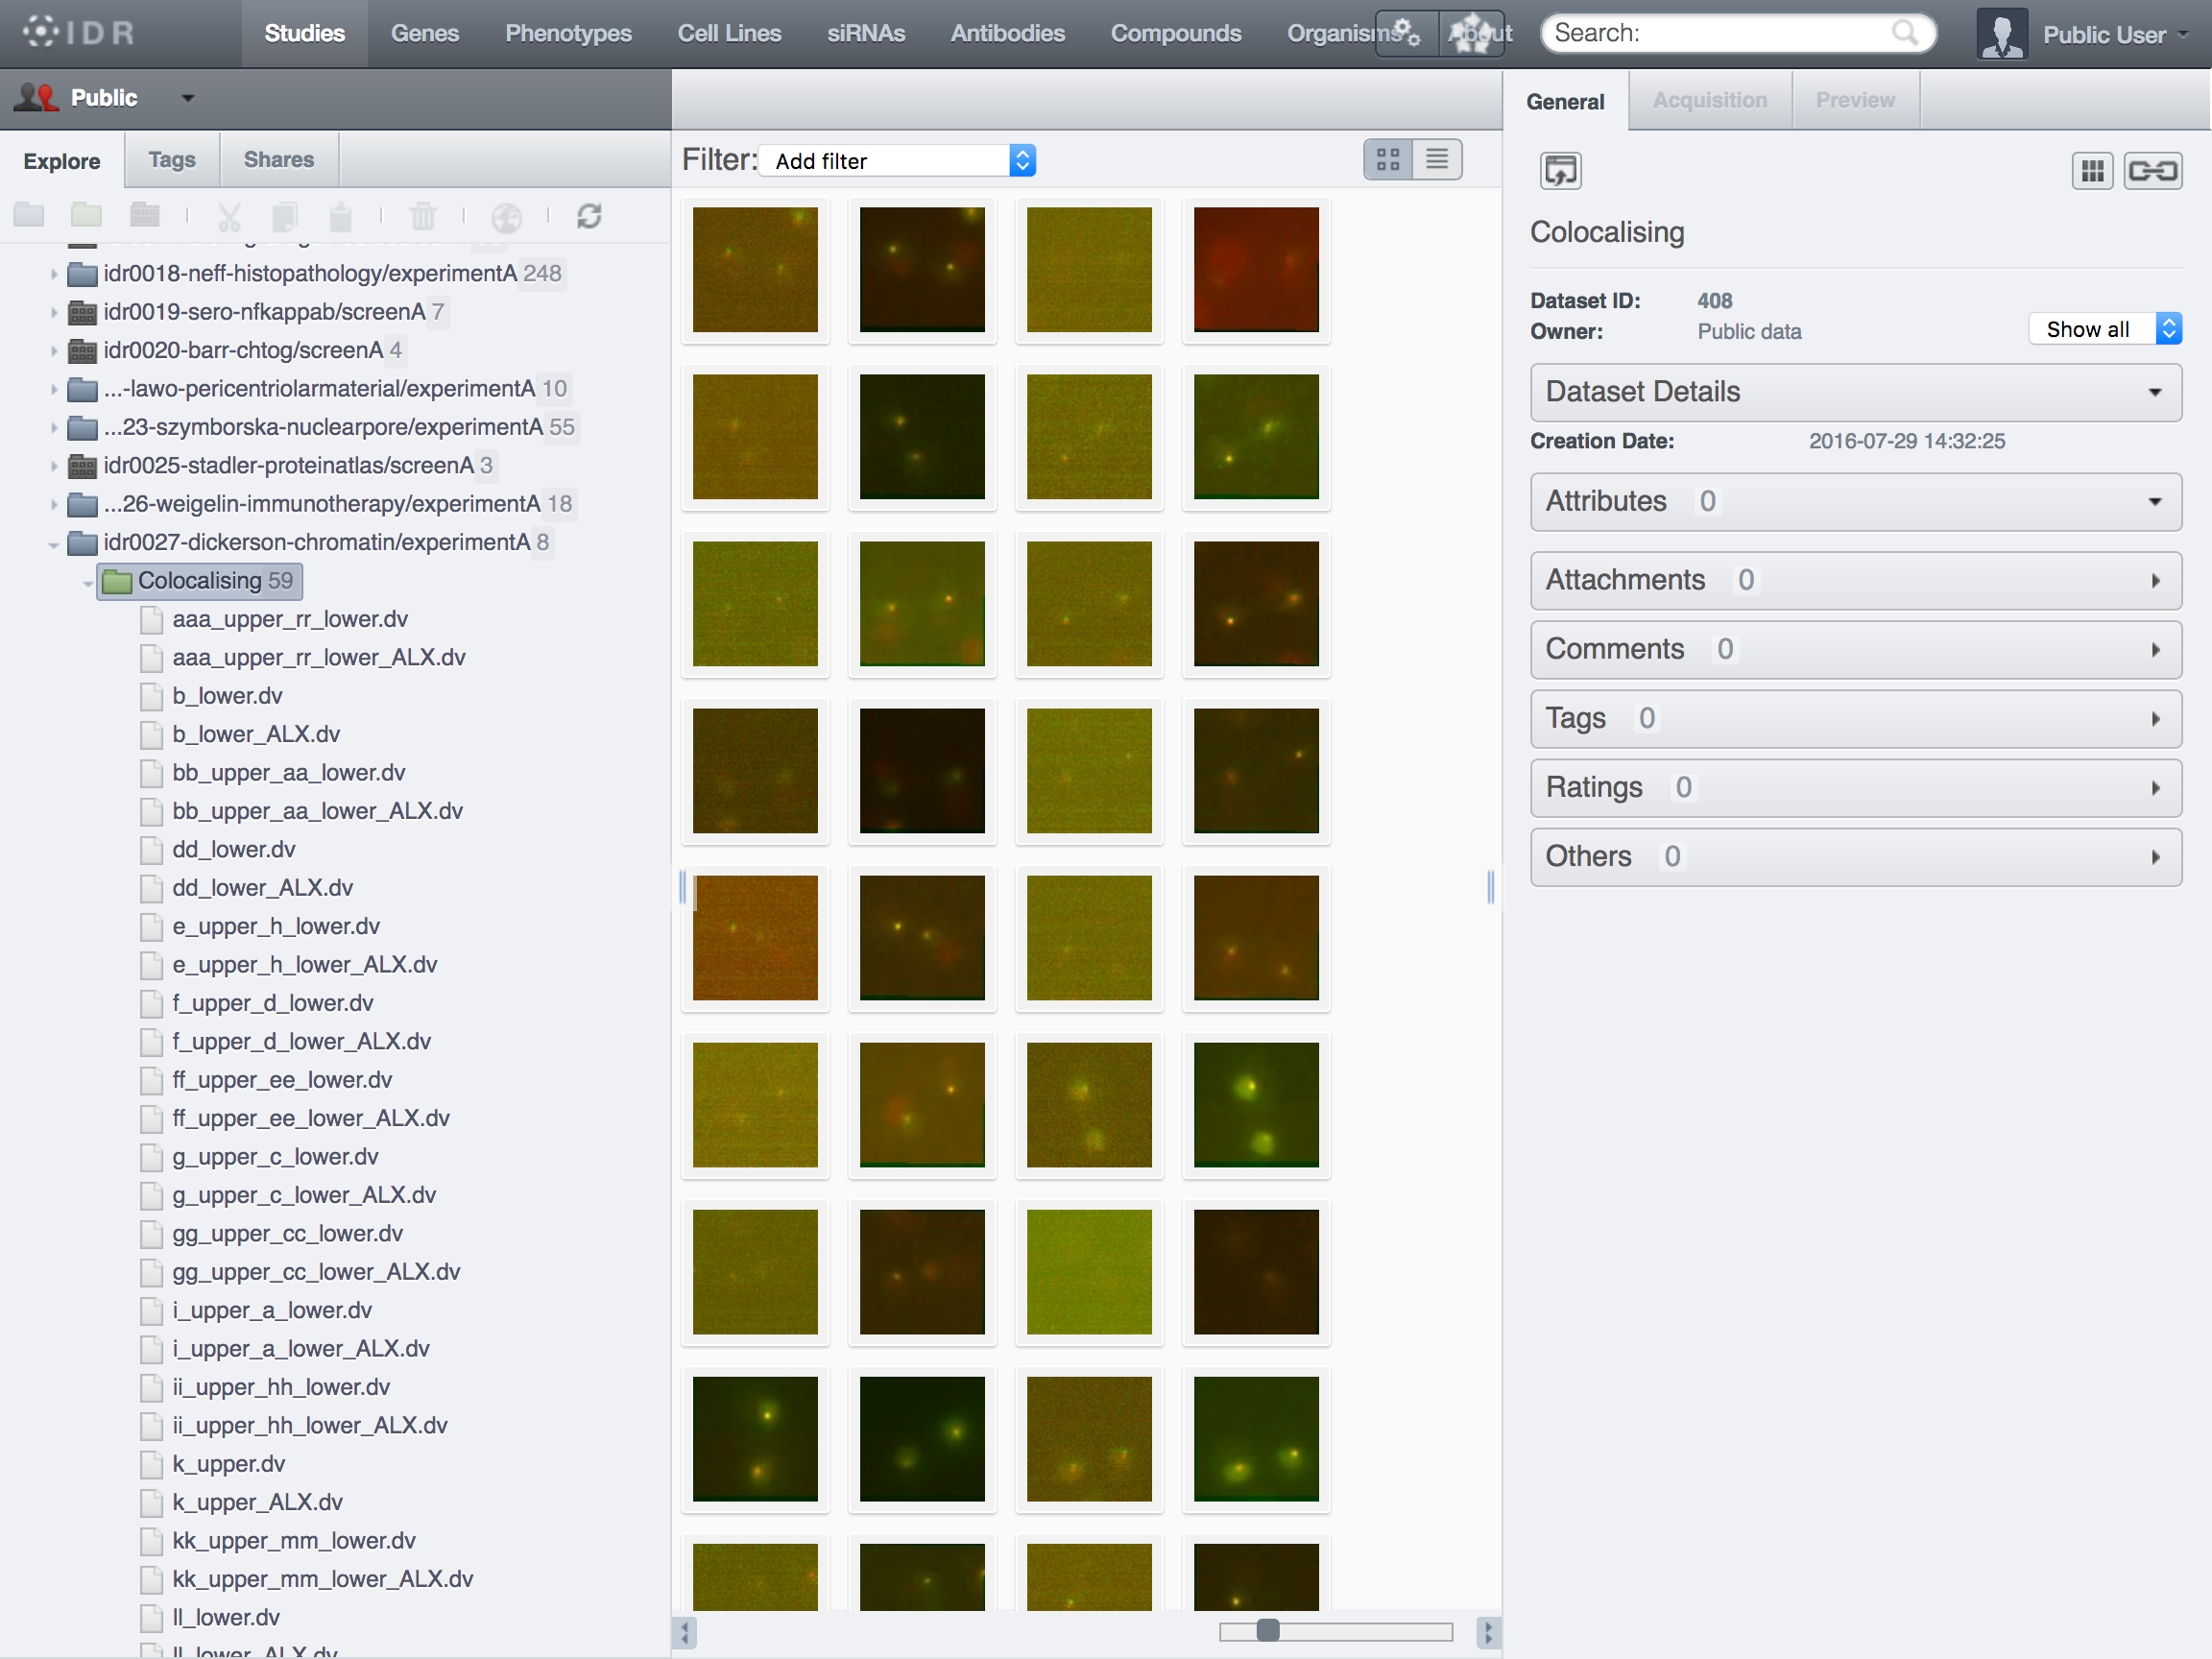 IDR
Studies
Genes
Phenotypes
Cell Lines
siRNAs
Antibodies
Compounds
Organisms
About
Search:
Public User
Public
Explore
Tags
Shares
idr0018-neff-histopathology/experimentA 248
idr0019-sero-nfkappab/screenA 7
idr0020-barr-chtog/screenA 4
...-lawo-pericentriolarmaterial/experimentA 10
...23-szymborska-nuclearpore/experimentA 55
idr0025-stadler-proteinatlas/screenA 3
...26-weigelin-immunotherapy/experimentA 18
idr0027-dickerson-chromatin/experimentA 8
Colocalising 59
aaa_upper_rr_lower.dv
aaa_upper_rr_lower_ALX.dv
b_lower.dv
b_lower_ALX.dv
bb_upper_aa_lower.dv
bb_upper_aa_lower_ALX.dv
dd_lower.dv
dd_lower_ALX.dv
e_upper_h_lower.dv
e_upper_h_lower_ALX.dv
f_upper_d_lower.dv
f_upper_d_lower_ALX.dv
ff_upper_ee_lower.dv
ff_upper_ee_lower_ALX.dv
g_upper_c_lower.dv
g_upper_c_lower_ALX.dv
gg_upper_cc_lower.dv
gg_upper_cc_lower_ALX.dv
i_upper_a_lower.dv
i_upper_a_lower_ALX.dv
ii_upper_hh_lower.dv
ii_upper_hh_lower_ALX.dv
k_upper.dv
k_upper_ALX.dv
kk_upper_mm_lower.dv
kk_upper_mm_lower_ALX.dv
ll_lower.dv
ll_lower_ALX.dv
Filter: Add filter
General
Acquisition
Preview
Colocalising
Dataset ID: 408
Owner: Public data
Show all
Dataset Details
Creation Date: 2016-07-29 14:32:25
Attributes 0
Attachments 0
Comments 0
Tags 0
Ratings 0
Others 0